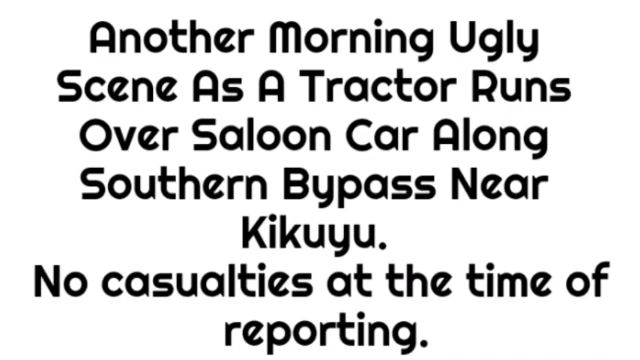 Another Morning Ugly
Scene As A Tractor Runs
Over Saloon Car Along
Southern Bypass Near
Kikuyu.
No casualties at the time of
reporting.